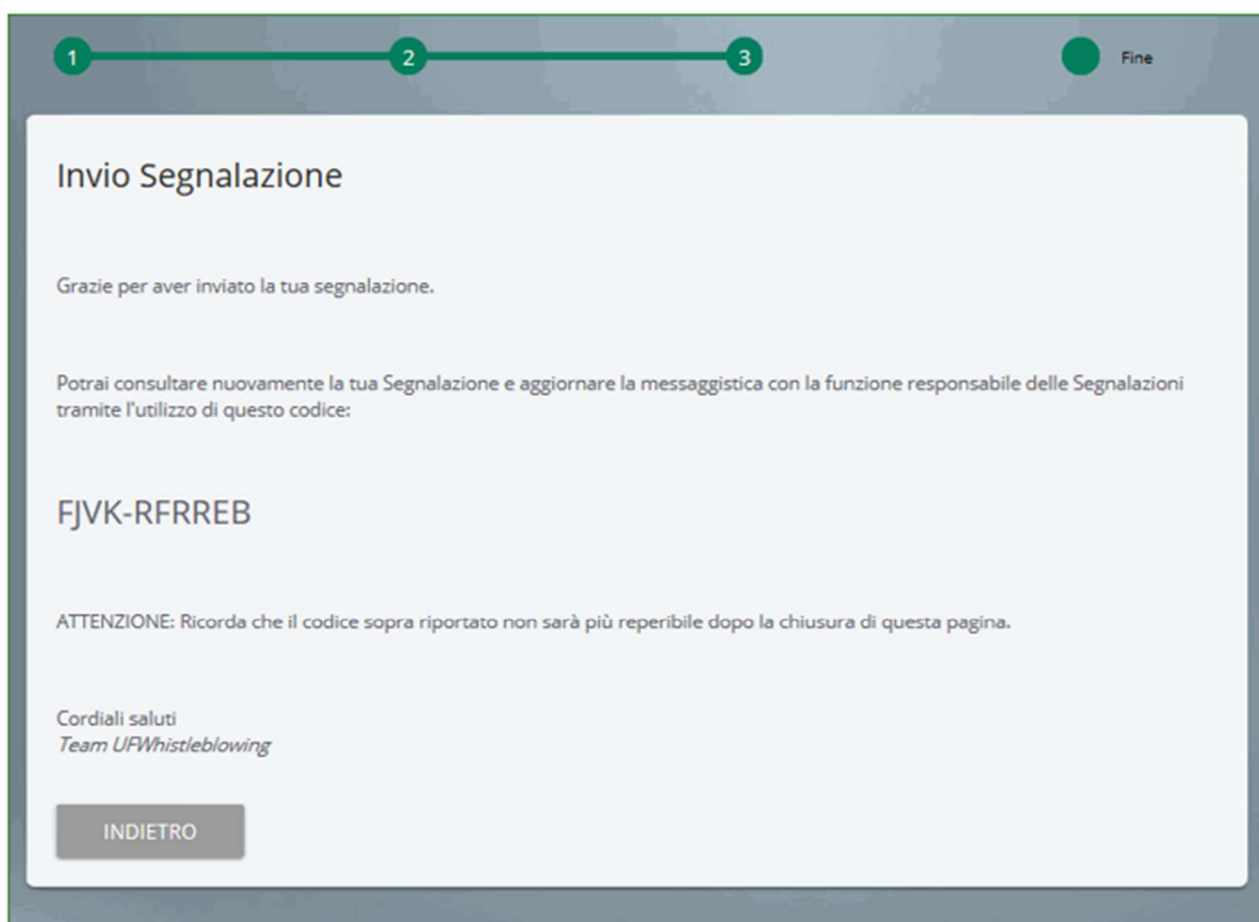 1 2 3 Fine
Invio Segnalazione
Grazie per aver inviato la tua segnalazione.
Potrai consultare nuovamente la tua Segnalazione e aggiornare la messaggistica con la funzione responsabile delle Segnalazioni
tramite l'utilizzo di questo codice:
FJVK-RFRREB
ATTENZIONE: Ricorda che il codice sopra riportato non sarà più reperibile dopo la chiusura di questa pagina.
Cordiali saluti
Team UFWhistleblowing
INDIETRO